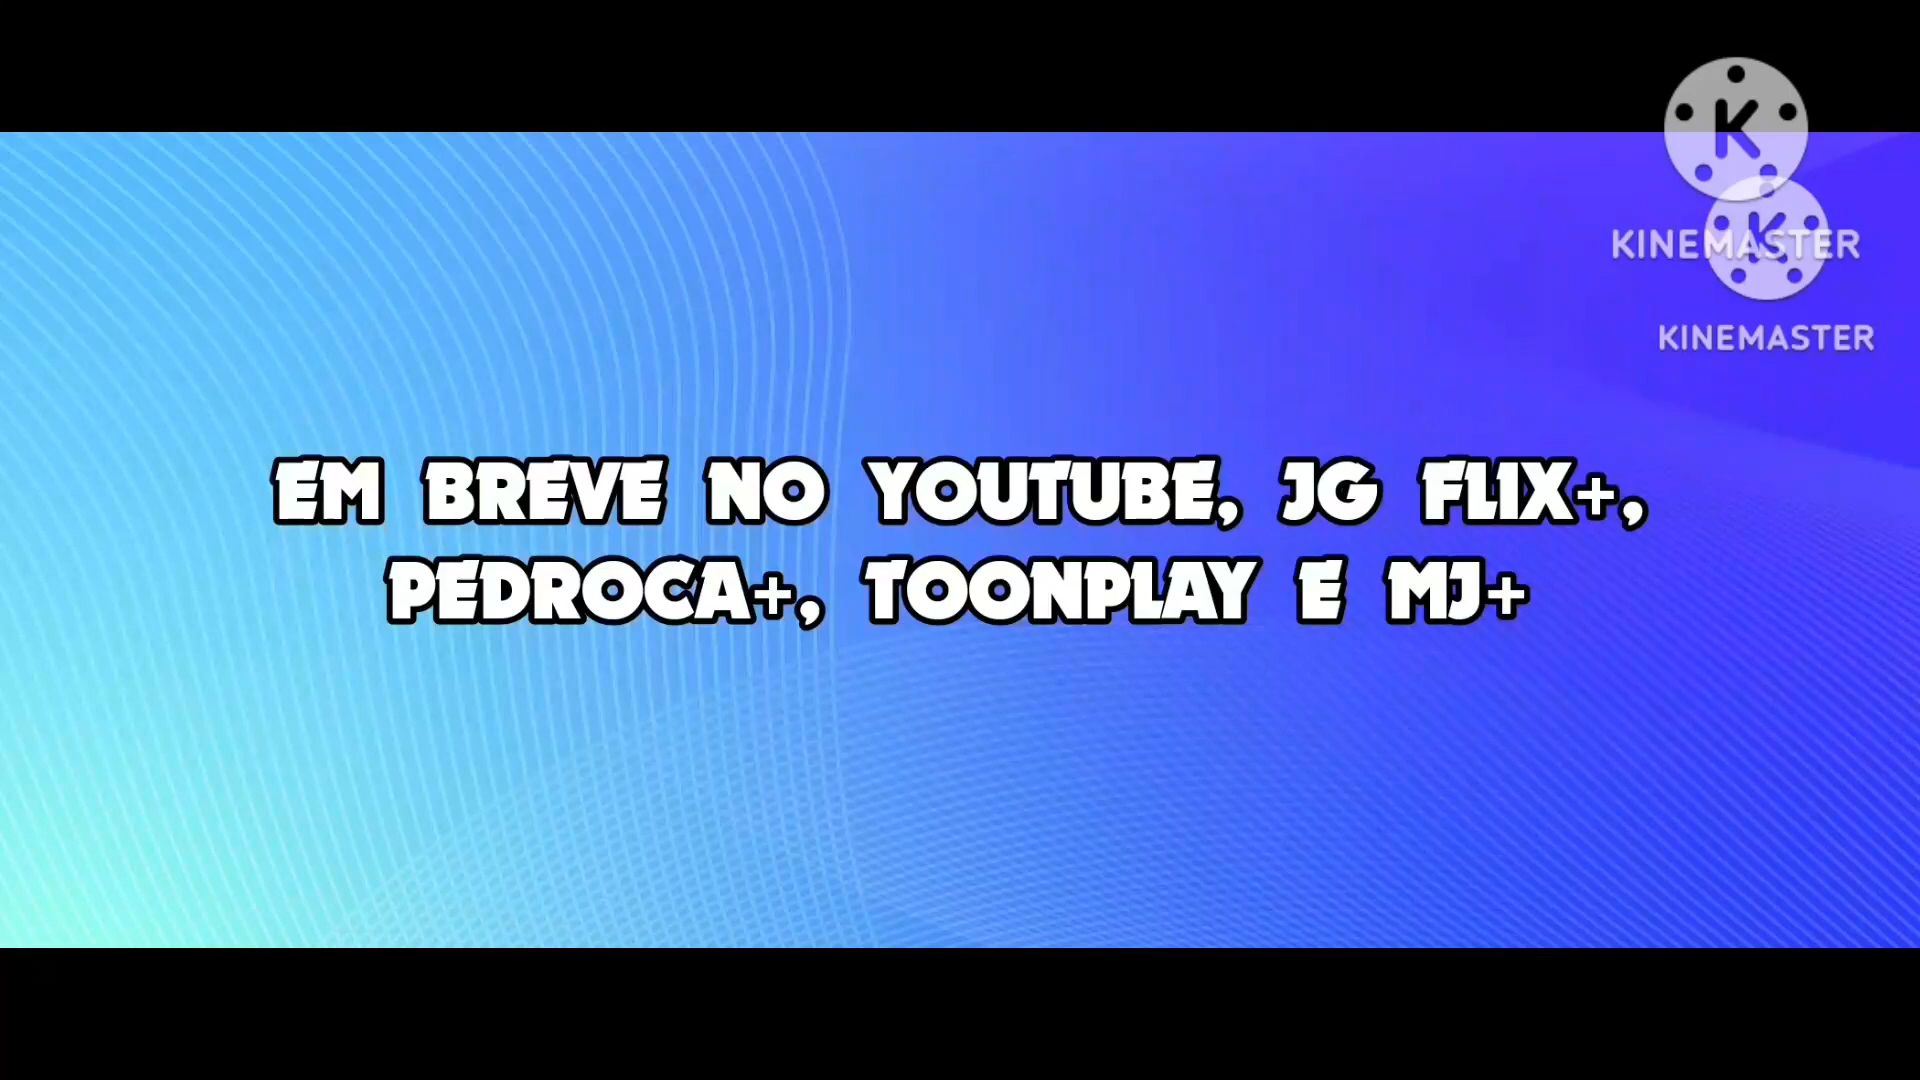 K
KINEMASTER
K
KINEMASTER
EM BREVE NO YOUTUBE, JG FLIX+,
PEDROCA+, TOONPLAY E MJ+